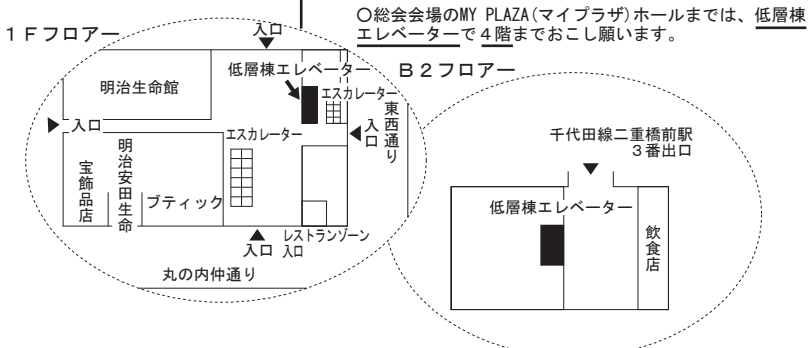 〇総会会場のMY PLAZA(マイプラザ)ホールまでは、低層棟
エレベーターで4階までおこし願います。
1Fフロアー
入口
低層棟エレベーター
明治生命館
エスカレーター
東西通り
入口
入口
エスカレーター
宝飾品店
明治安田生命
ブティック
入口
レストランゾーン
入口
丸の内仲通り
B2フロアー
千代田線二重橋前駅
3番出口
低層棟エレベーター
飲食店